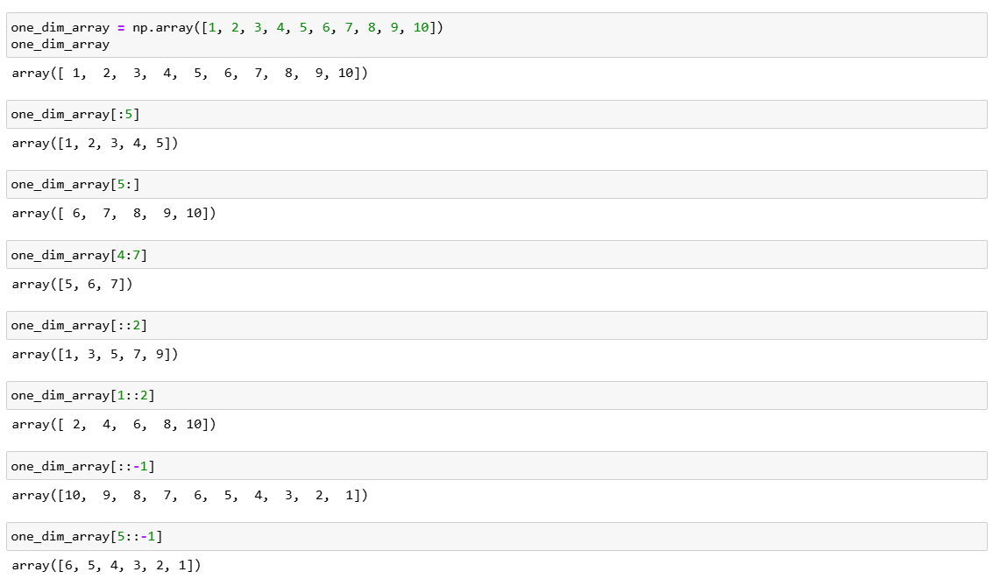 one_dim_array = np.array([1, 2, 3, 4, 5, 6, 7, 8, 9, 10])
one_dim_array
array([ 1,  2,  3,  4,  5,  6,  7,  8,  9, 10])
one_dim_array[:5]
array([1, 2, 3, 4, 5])
one_dim_array[5:]
array([ 6,  7,  8,  9, 10])
one_dim_array[4:7]
array([5, 6, 7])
one_dim_array[::2]
array([1, 3, 5, 7, 9])
one_dim_array[1::2]
array([ 2,  4,  6,  8, 10])
one_dim_array[::-1]
array([10,  9,  8,  7,  6,  5,  4,  3,  2,  1])
one_dim_array[5::-1]
array([6, 5, 4, 3, 2, 1])